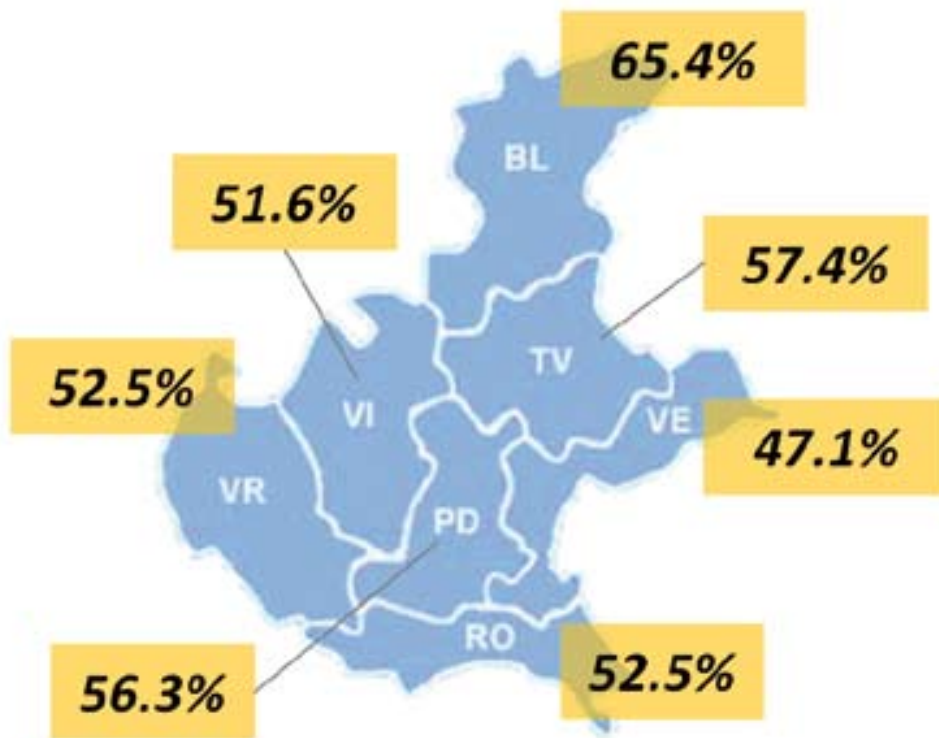 65.4%
BL
51.6%
57.4%
52.5%
TV
VI
VE
47.1%
VR
PD
RO
52.5%
56.3%